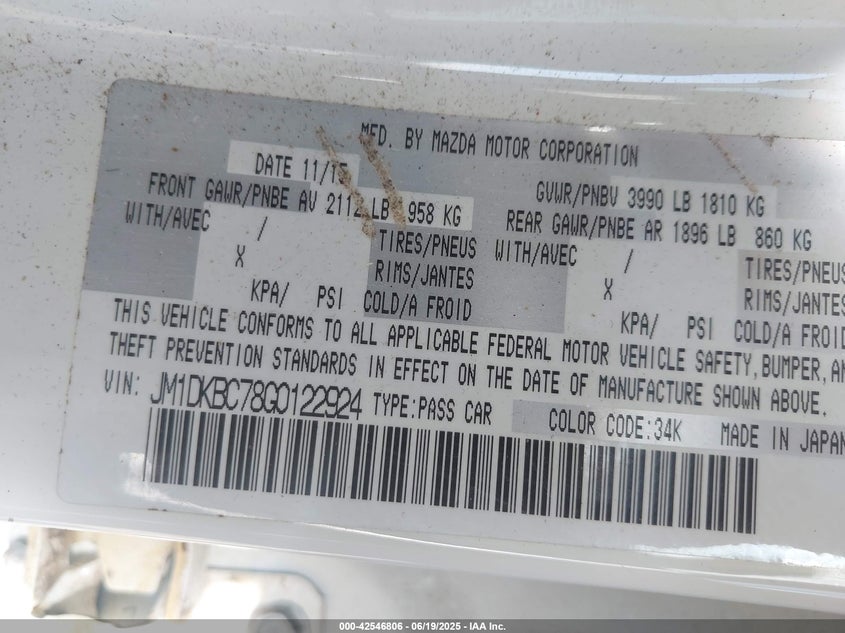 MFD. BY MAZDA MOTOR CORPORATION
DATE 11/15
GVWR/PNBV 3990 LB 1810 KG
FRONT GAWR/PNBE AV 2112 LB 958 KG
REAR GAWR/PNBE AR 1896 LB 860 KG
WITH/AVEC / TIRES/PNEUS WITH/AVEC / TIRES/PNEUS
X RIMS/JANTES X RIMS/JANTES
KPA/ PSI COLD/A FROID KPA/ PSI COLD/A FROID
THIS VEHICLE CONFORMS TO ALL APPLICABLE FEDERAL MOTOR VEHICLE SAFETY, BUMPER, AN
THEFT PREVENTION STANDARDS IN EFFECT ON THE DATE OF MANUFACTURE SHOWN ABOVE.
VIN: JM1DKBC78G0122924 TYPE:PASS CAR COLOR CODE:34K MADE IN JAPAN
000-42546806 - 06/19/2025 - IAA Inc.